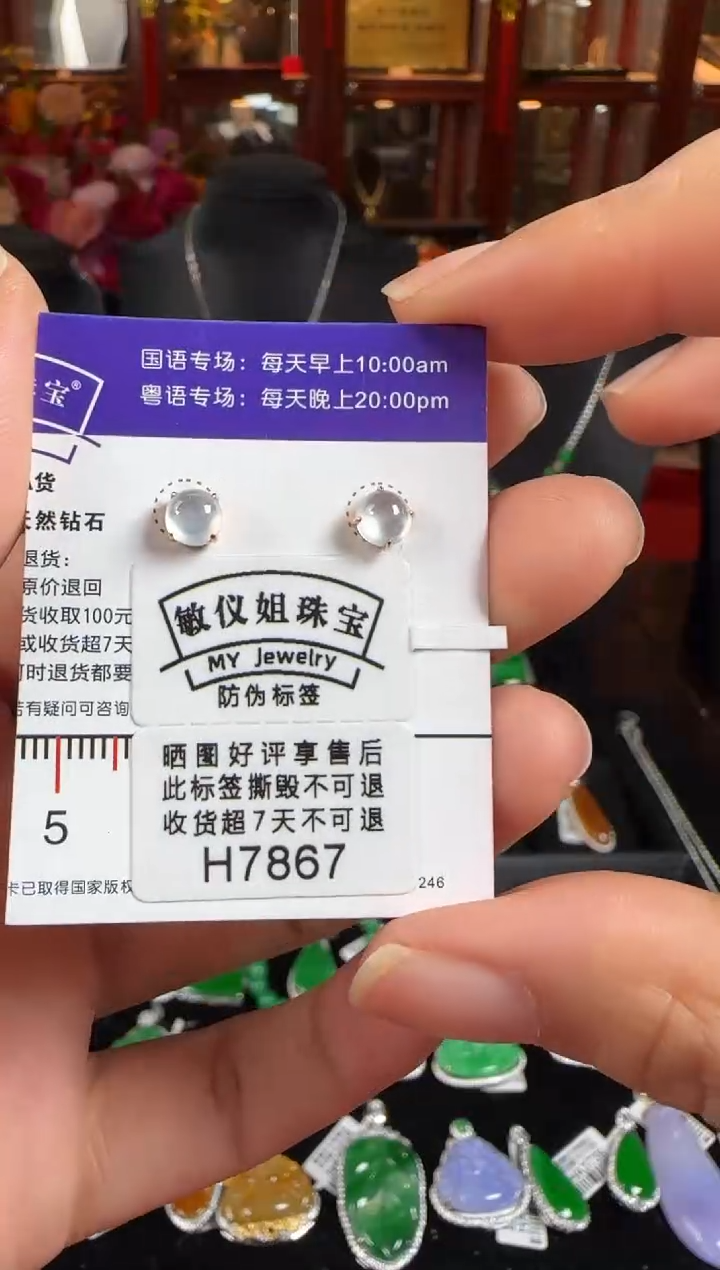 国语专场：每天早上10:00am
粤语专场：每天晚上20:00pm
宝®
货
然钻石
退货：
原价退回
货收取100元
或收货超7天
时退货都要
若有疑问可咨询
敏仪姐珠宝
MY Jewelry
防伪标签
晒图好评享售后
此标签撕毁不可退
收货超7天不可退
H7867
5
卡已取得国家版权
246